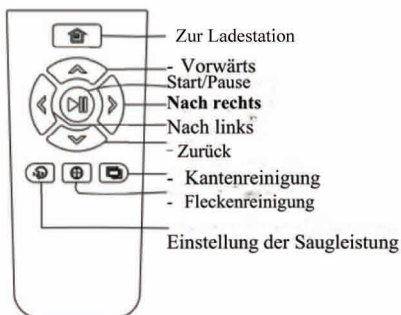 Zur Ladestation
- Vorwärts
Start/Pause
Nach rechts
Nach links
- Zurück
- Kantenreinigung
- Fleckenreinigung
Einstellung der Saugleistung